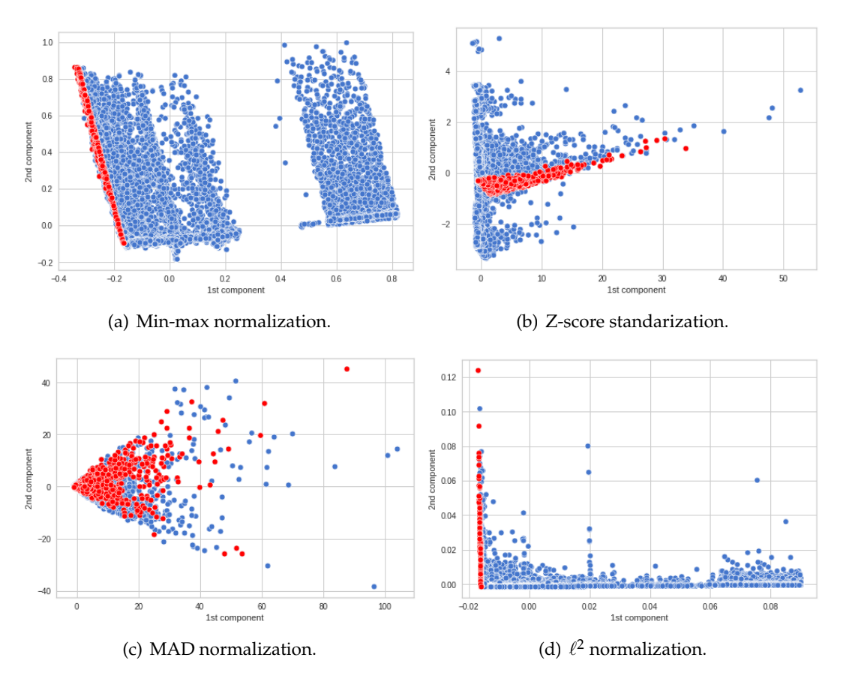 1.0
0.8
0.6
0.4
0.2
0.0
−0.2
2nd component
−0.4 −0.2 0.0 0.2 0.4 0.6 0.8
1st component
(a) Min-max normalization.
4
2
0
−2
2nd component
0 10 20 30 40 50
1st component
(b) Z-score standarization.
40
20
0
−20
−40
2nd component
0 20 40 60 80 100
1st component
(c) MAD normalization.
0.12
0.10
0.08
0.06
0.04
0.02
0.00
2nd component
−0.02 0.00 0.02 0.04 0.06 0.08
1st component
(d) ℓ² normalization.